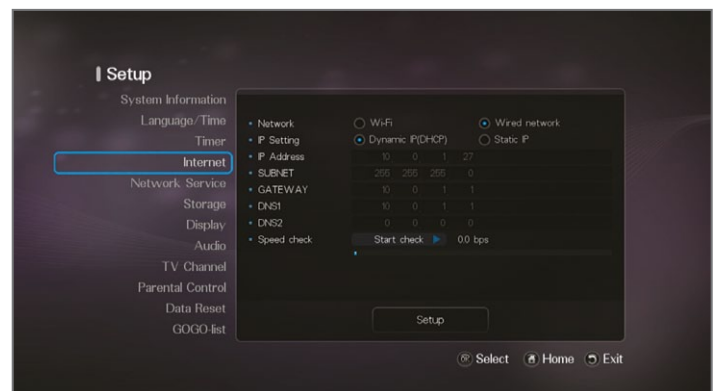 Setup
System Information
Language/Time
Timer
Internet
Network Service
Storage
Display
Audio
TV Channel
Parental Control
Data Reset
GOGO-list
• Network Wi-Fi Wired network
• IP Setting Dynamic IP(DHCP) Static IP
• IP Address 10 0 1 27
• SUBNET 255 255 255 0
• GATEWAY 10 0 1 1
• DNS1 10 0 1 1
• DNS2 0 0 0 0
• Speed check Start check 0.0 bps
Setup
Select Home Exit